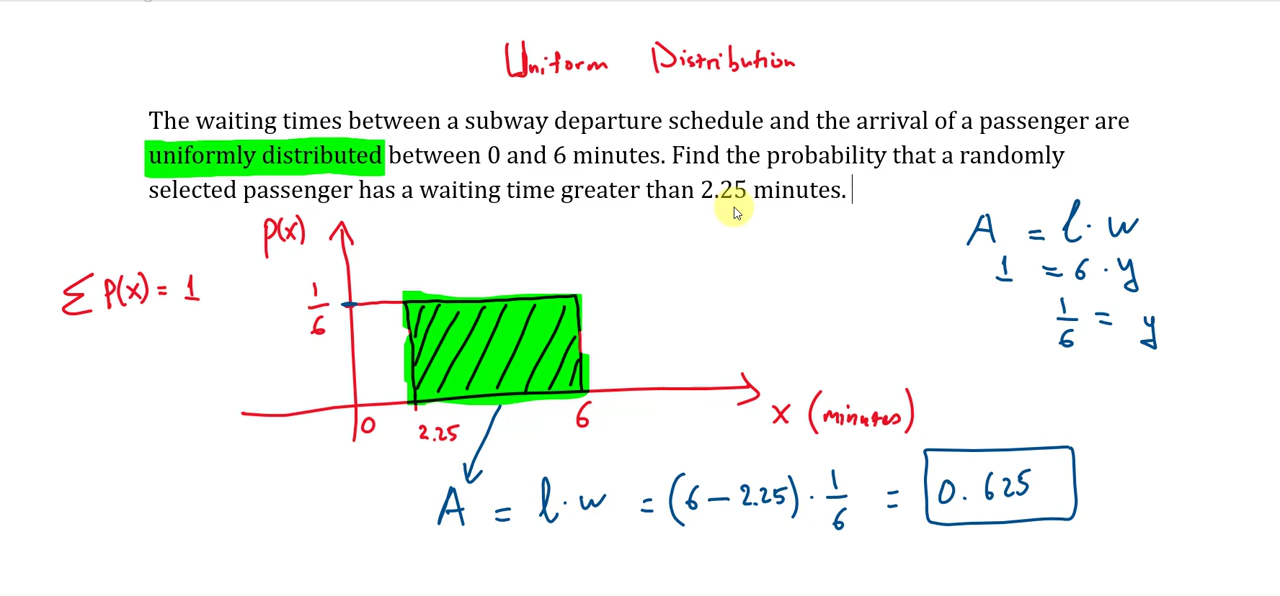 Uniform Distribution
The waiting times between a subway departure schedule and the arrival of a passenger are
uniformly distributed between 0 and 6 minutes. Find the probability that a randomly
selected passenger has a waiting time greater than 2.25 minutes.
P(x)
A = l · w
Σ P(x) = 1
1 = 6 · y
1/6
1/6 = y
0
2.25
6
x (minutes)
A = l · w = (6 – 2.25) · 1/6 = 0.625